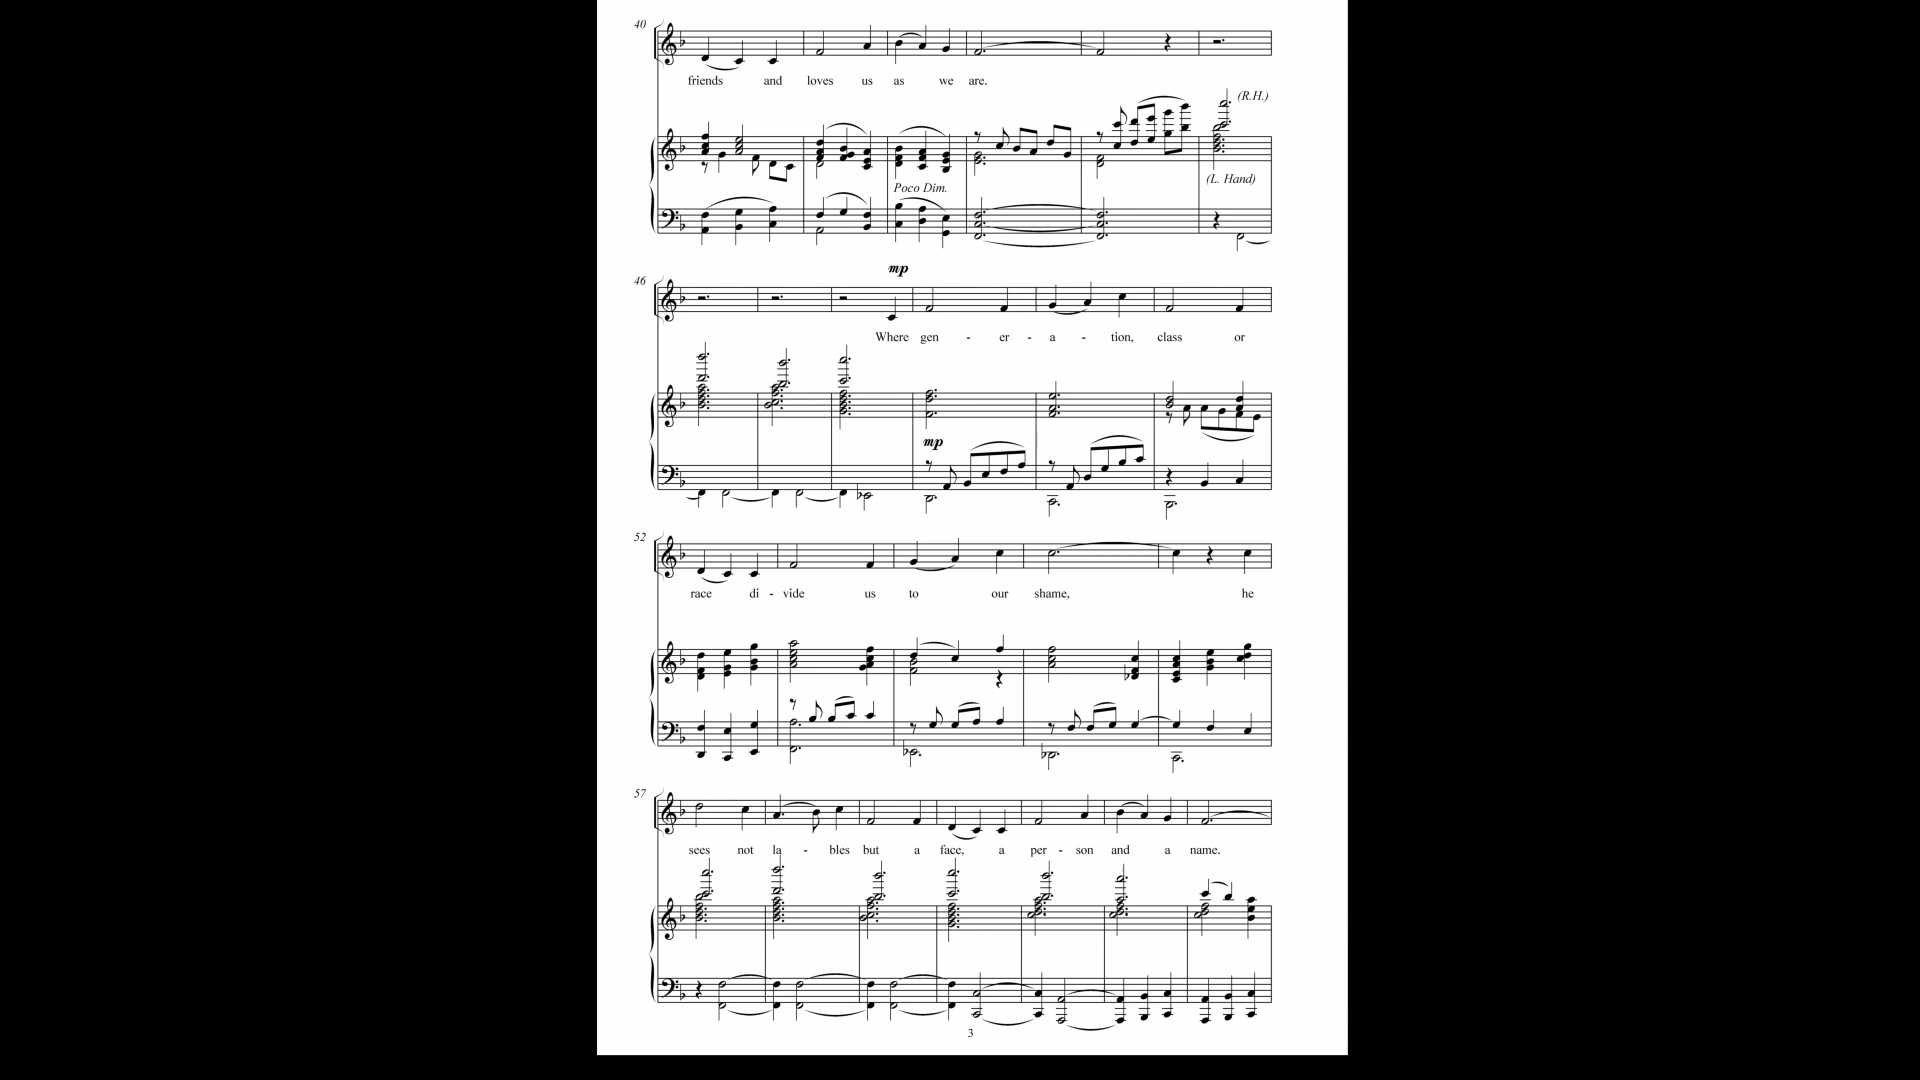 40
friends and loves us as we are.
(R.H.)
(L. Hand)
Poco Dim.
mp
46
Where gen - er - a - tion, class or
mp
52
race di - vide us to our shame, he
57
sees not la - bles but a face, a per - son and a name.
3